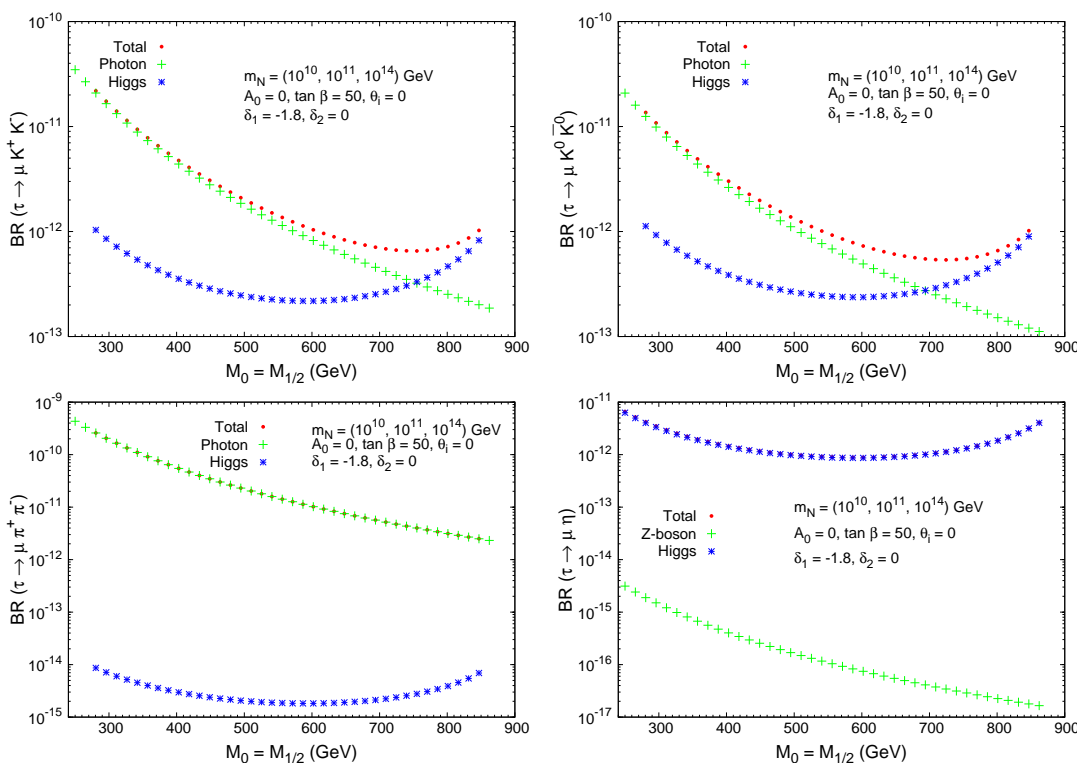 10^-10
10^-11
10^-12
10^-13
BR (τ → μ K^+ K^-)
Total
Photon
Higgs
m_N = (10^10, 10^11, 10^14) GeV
A_0 = 0, tan β = 50, θ_i = 0
δ_1 = -1.8, δ_2 = 0
300 400 500 600 700 800 900
M_0 = M_1/2 (GeV)
10^-10
10^-11
10^-12
10^-13
BR (τ → μ K^0 K̅^0)
Total
Photon
Higgs
m_N = (10^10, 10^11, 10^14) GeV
A_0 = 0, tan β = 50, θ_i = 0
δ_1 = -1.8, δ_2 = 0
300 400 500 600 700 800 900
M_0 = M_1/2 (GeV)
10^-9
10^-10
10^-11
10^-12
10^-13
10^-14
10^-15
BR (τ → μ π^+ π^-)
Total
Photon
Higgs
m_N = (10^10, 10^11, 10^14) GeV
A_0 = 0, tan β = 50, θ_i = 0
δ_1 = -1.8, δ_2 = 0
300 400 500 600 700 800 900
M_0 = M_1/2 (GeV)
10^-11
10^-12
10^-13
10^-14
10^-15
10^-16
10^-17
BR (τ → μ η)
Total
Z-boson
Higgs
m_N = (10^10, 10^11, 10^14) GeV
A_0 = 0, tan β = 50, θ_i = 0
δ_1 = -1.8, δ_2 = 0
300 400 500 600 700 800 900
M_0 = M_1/2 (GeV)